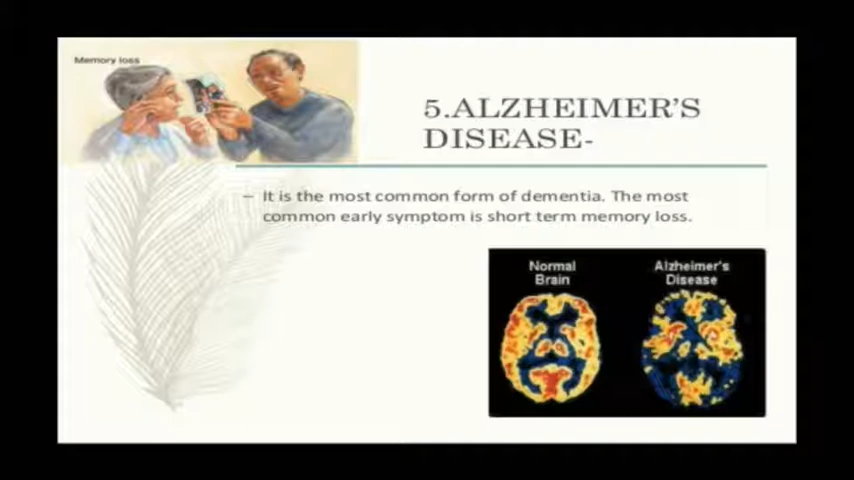 Memory loss
5.ALZHEIMER'S
DISEASE-
– It is the most common form of dementia. The most
common early symptom is short term memory loss.
Normal
Brain
Alzheimer's
Disease